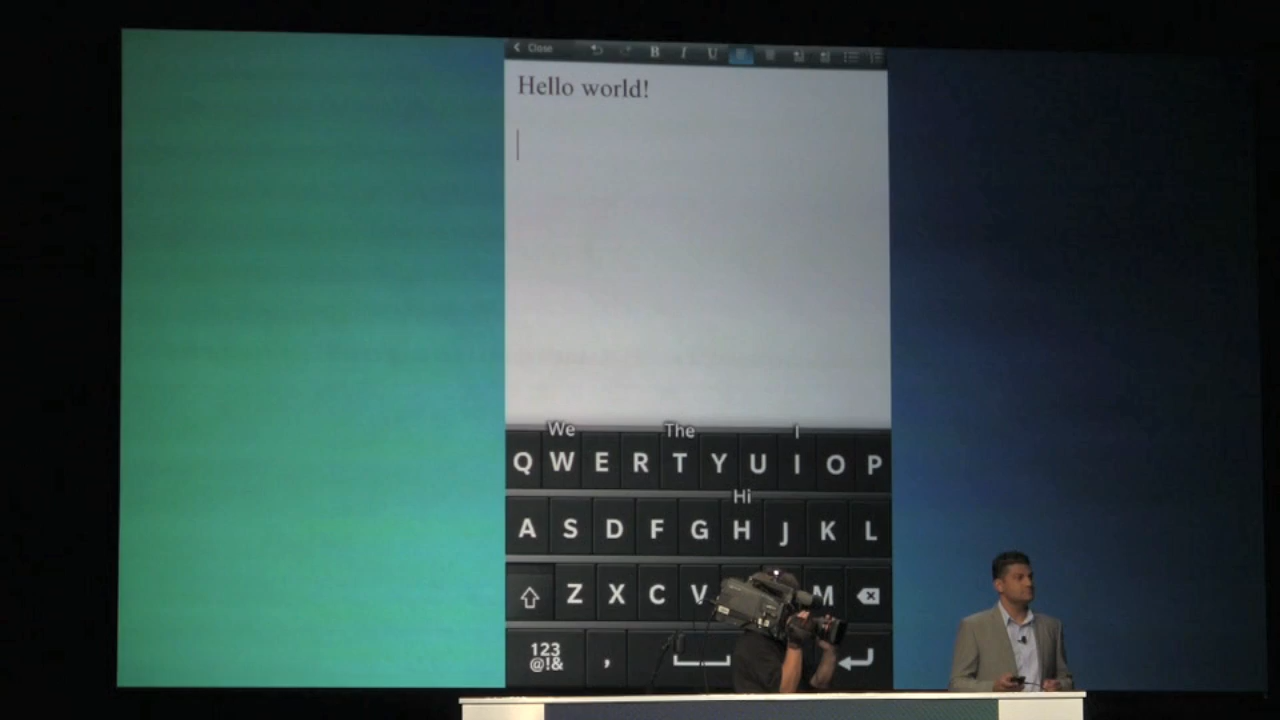 Close B I U
Hello world!
We The I
Q W E R T Y U I O P
Hi
A S D F G H J K L
Z X C V M
123
@!& ,